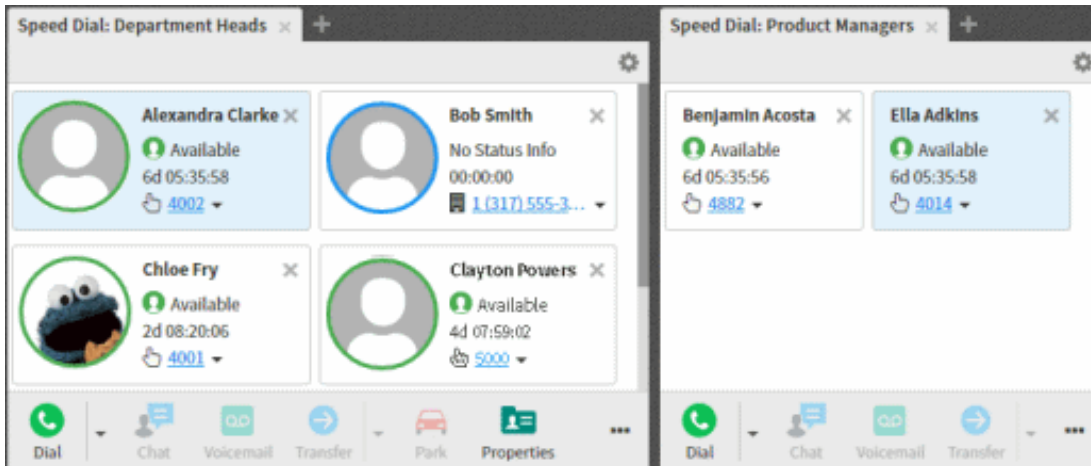 Speed Dial: Department Heads
Alexandra Clarke
Available
6d 05:35:58
4002
Bob Smith
No Status Info
00:00:00
1 (317) 555-3...
Chloe Fry
Available
2d 08:20:06
4001
Clayton Powers
Available
4d 07:59:02
5000
Dial
Chat
Voicemail
Transfer
Park
Properties
Speed Dial: Product Managers
Benjamin Acosta
Available
6d 05:35:56
4882
Ella Adkins
Available
6d 05:35:58
4014
Dial
Chat
Voicemail
Transfer